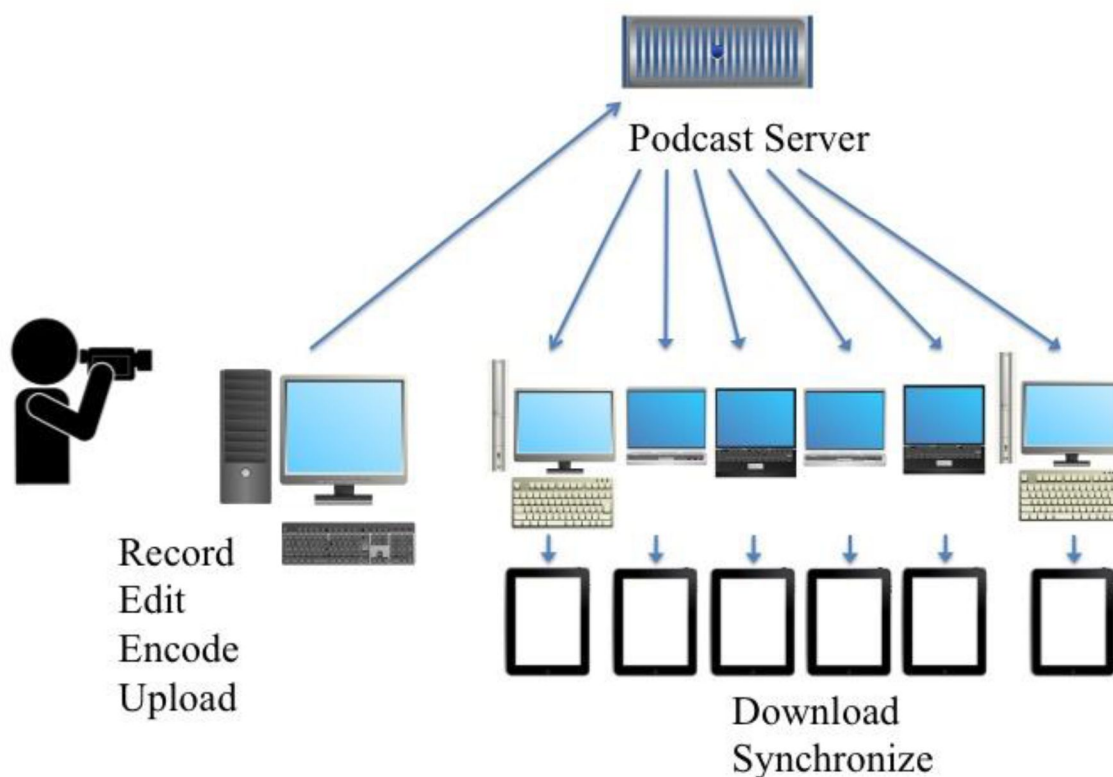 Podcast Server
Record
Edit
Encode
Upload
Download
Synchronize